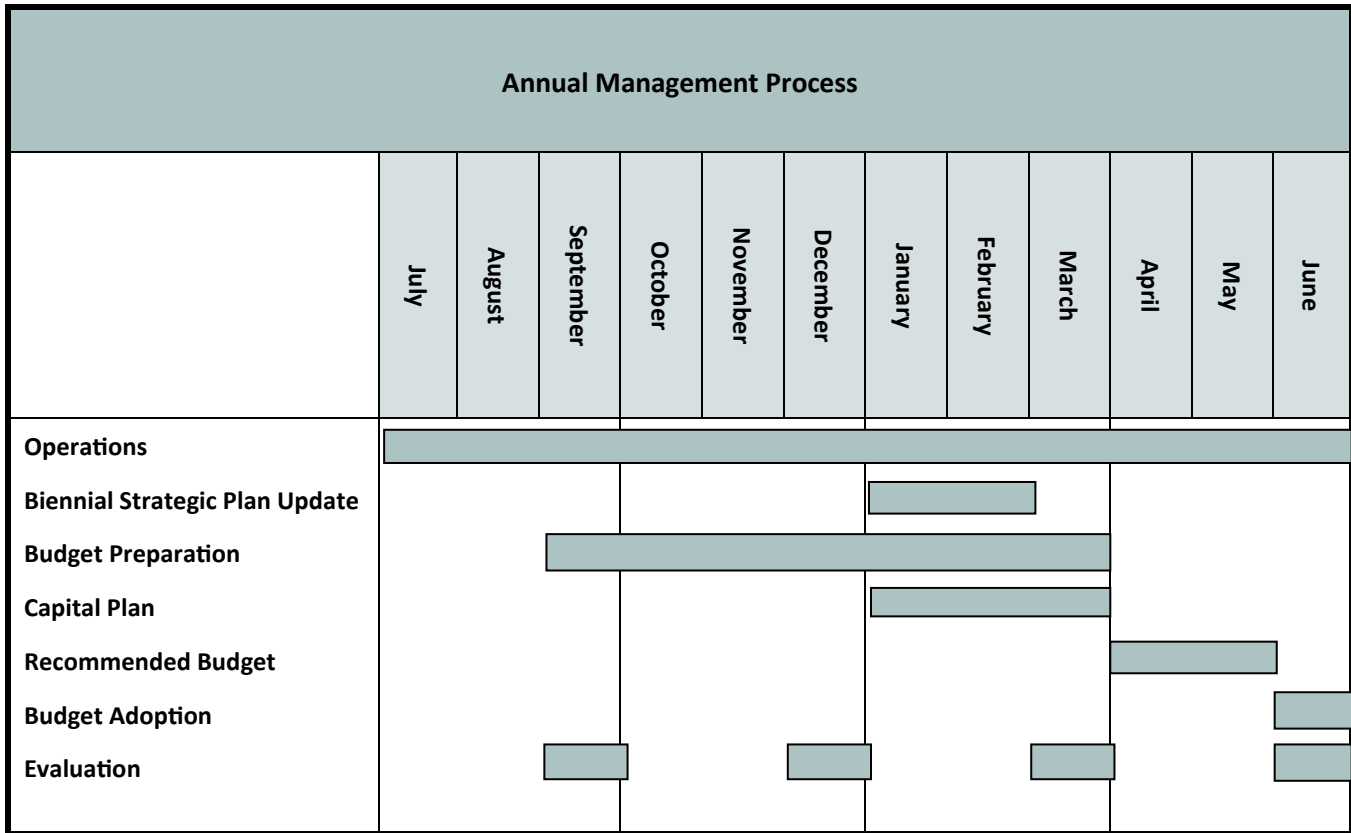 Annual Management Process
July
August
September
October
November
December
January
February
March
April
May
June
Operations
Biennial Strategic Plan Update
Budget Preparation
Capital Plan
Recommended Budget
Budget Adoption
Evaluation